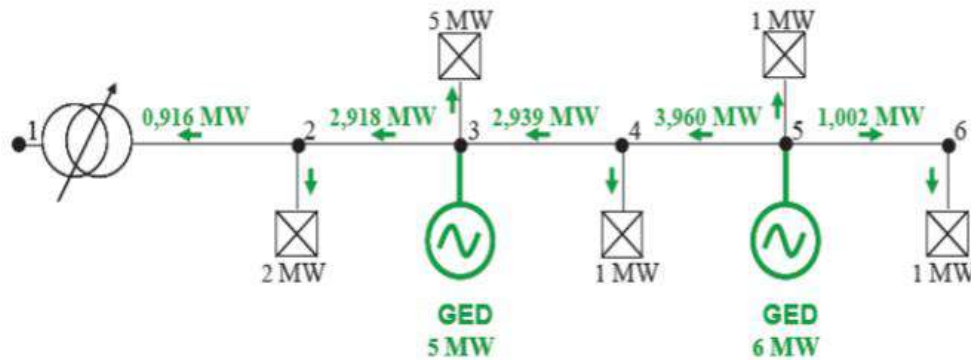 5 MW
1 MW
0,916 MW
2,918 MW
2,939 MW
3,960 MW
1,002 MW
1
2
3
4
5
6
2 MW
1 MW
1 MW
GED
5 MW
GED
6 MW